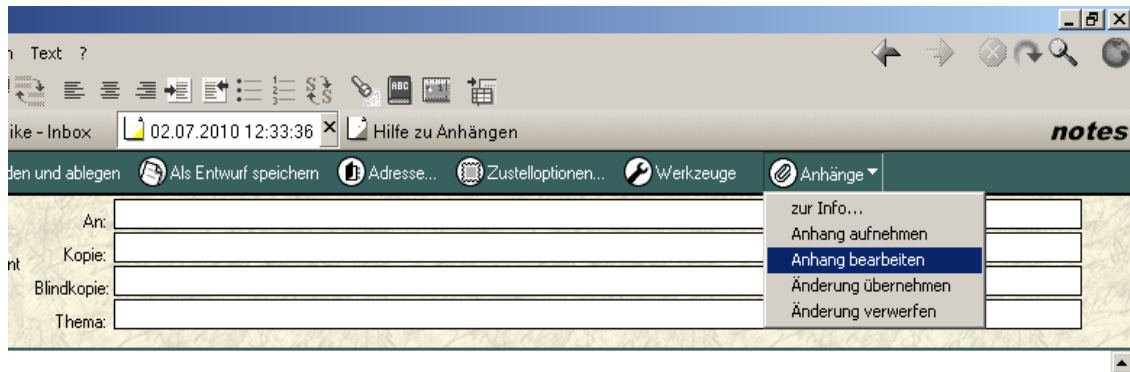 Text ?
ABC
ike - Inbox 02.07.2010 12:33:36 Hilfe zu Anhängen notes
den und ablegen Als Entwurf speichern Adresse... Zustelloptionen... Werkzeuge Anhänge
An:
Kopie:
Blindkopie:
Thema:
zur Info...
Anhang aufnehmen
Anhang bearbeiten
Änderung übernehmen
Änderung verwerfen